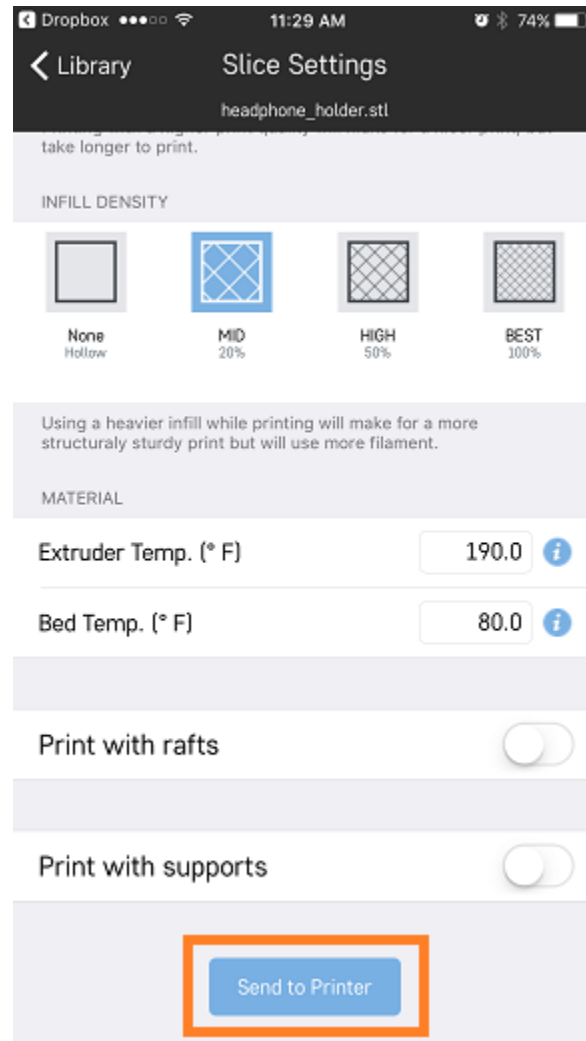 Dropbox 11:29 AM 74%
Library Slice Settings
headphone_holder.stl
take longer to print.
INFILL DENSITY
None MID HIGH BEST
Hollow 20% 50% 100%
Using a heavier infill while printing will make for a more
structuraly sturdy print but will use more filament.
MATERIAL
Extruder Temp. (° F) 190.0 i
Bed Temp. (° F) 80.0 i
Print with rafts
Print with supports
Send to Printer